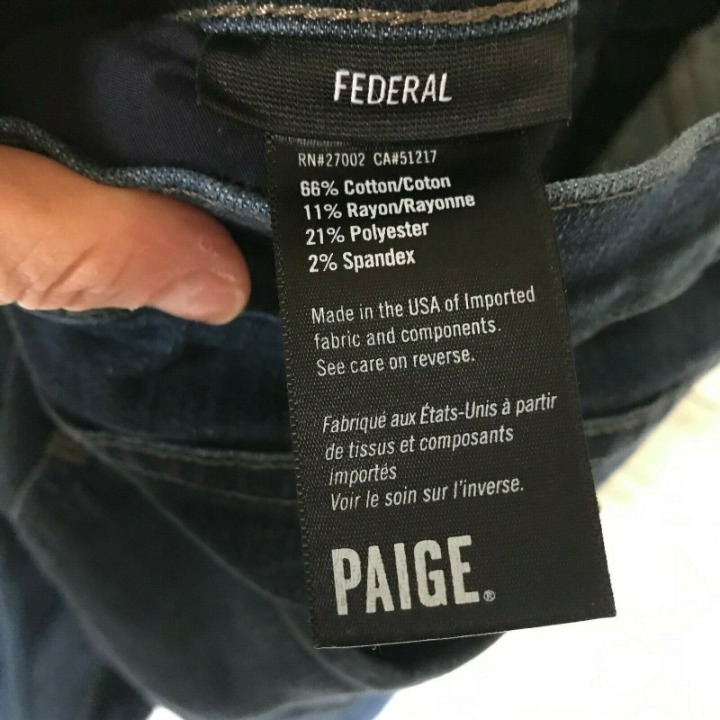 FEDERAL
RN#27002 CA#51217
66% Cotton/Coton
11% Rayon/Rayonne
21% Polyester
2% Spandex
Made in the USA of Imported
fabric and components.
See care on reverse.
Fabriqué aux États-Unis à partir
de tissus et composants
importés
Voir le soin sur l'inverse.
PAIGE®